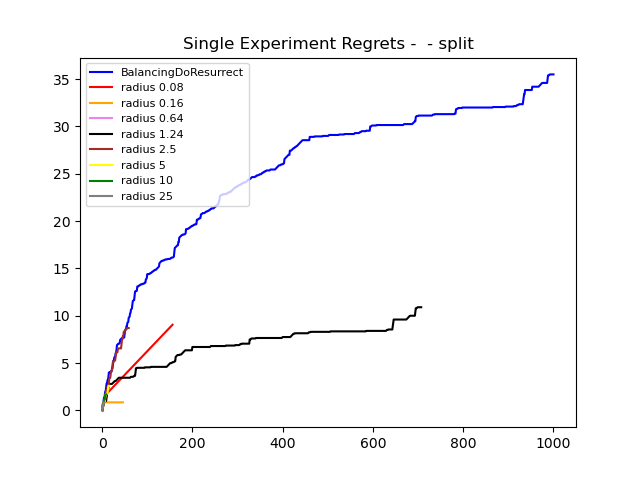 Single Experiment Regrets -  - split
BalancingDoResurrect
radius 0.08
radius 0.16
radius 0.64
radius 1.24
radius 2.5
radius 5
radius 10
radius 25
35
30
25
20
15
10
5
0
0 200 400 600 800 1000